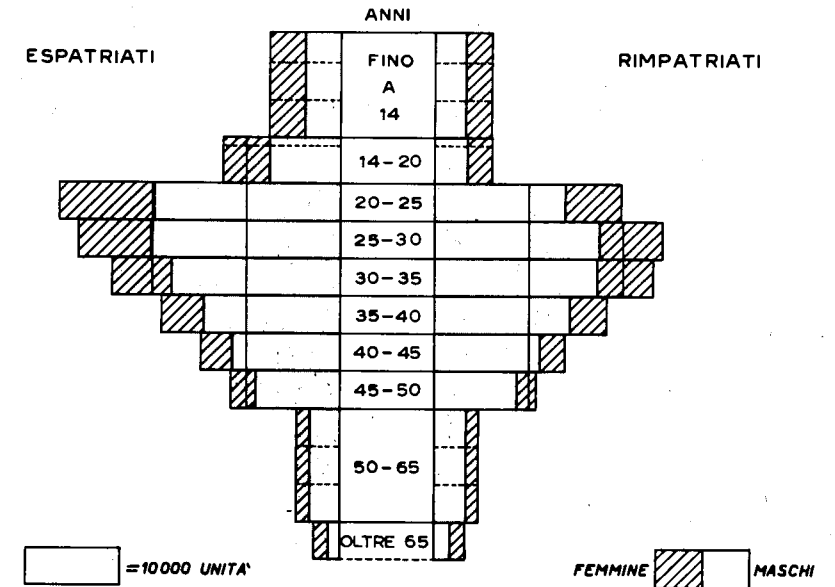 ANNI
ESPATRIATI
RIMPATRIATI
FINO
A
14
14-20
20-25
25-30
30-35
35-40
40-45
45-50
50-65
OLTRE 65
=10000 UNITA'
FEMMINE
MASCHI